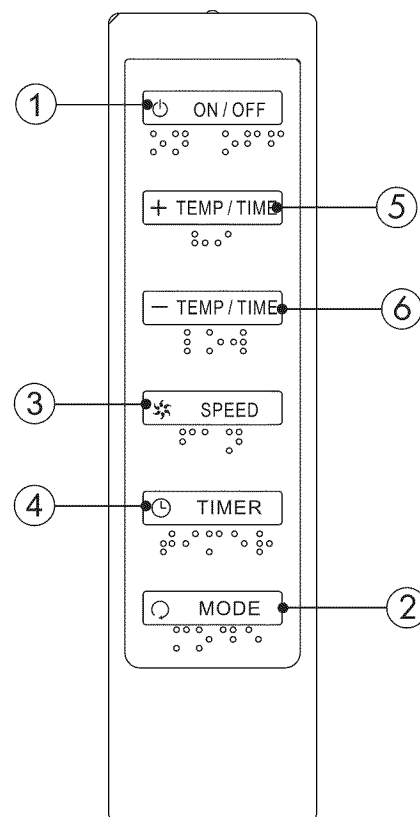 1
ON / OFF
+ TEMP / TIME
5
− TEMP / TIME
6
3
SPEED
4
TIMER
MODE
2